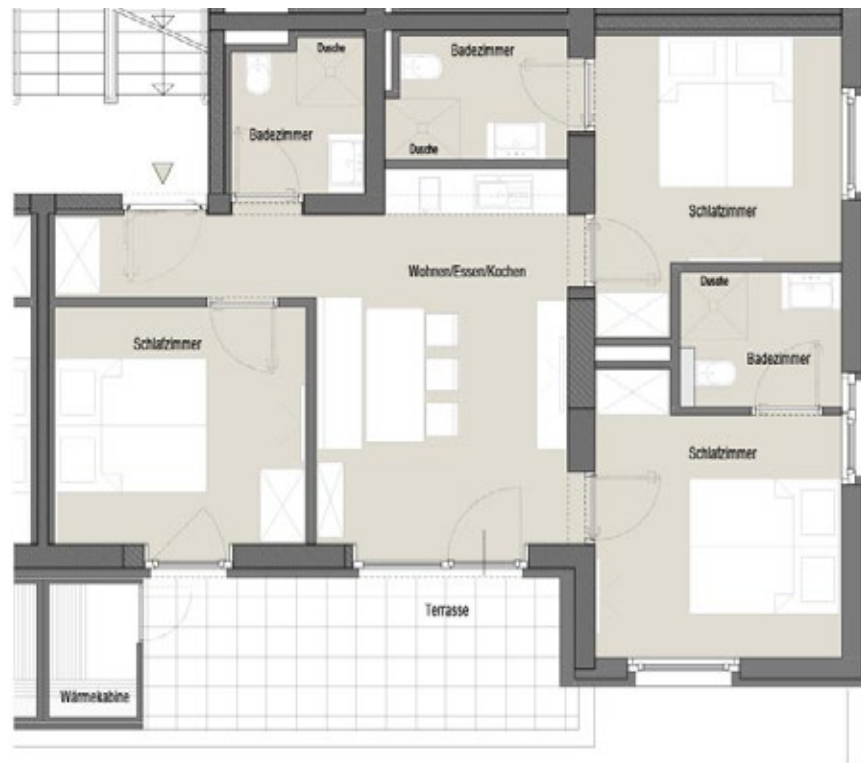 Dusche
Badezimmer
Badezimmer
Dusche
Schlafzimmer
Wohnen/Essen/Kochen
Dusche
Schlafzimmer
Badezimmer
Schlafzimmer
Terrasse
Wärmekabine